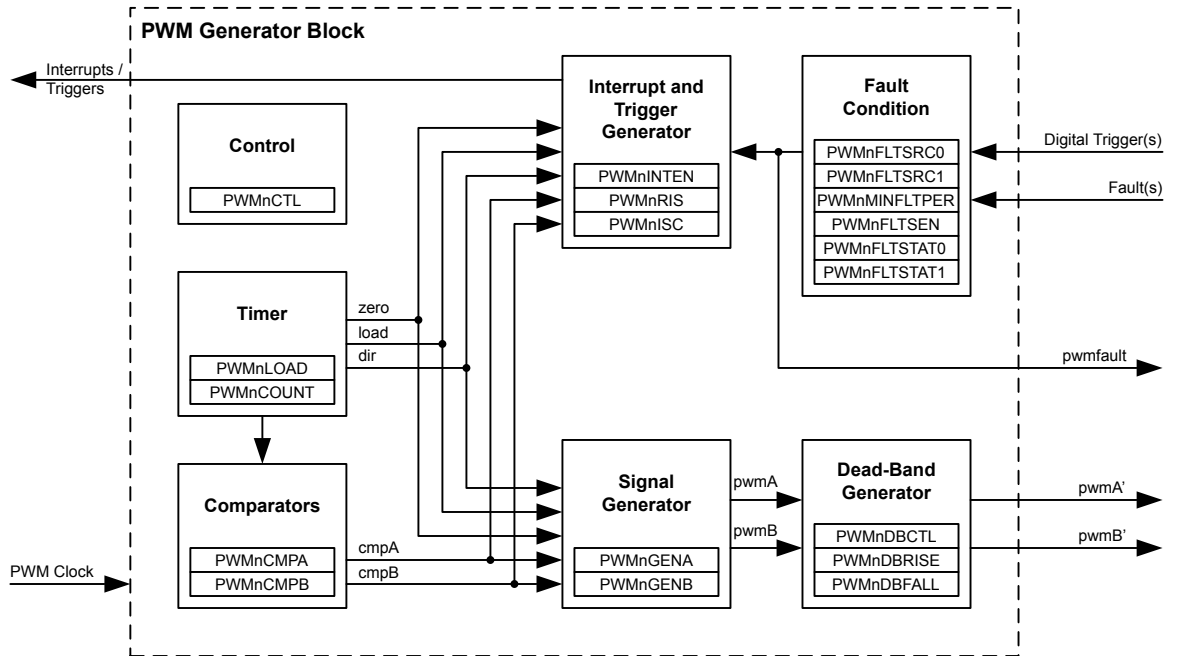 PWM Generator Block
Interrupts /
Triggers
Control
PWMnCTL
Interrupt and
Trigger
Generator
PWMnINTEN
PWMnRIS
PWMnISC
Fault
Condition
PWMnFLTSRC0
PWMnFLTSRC1
PWMnMINFLTPER
PWMnFLTSEN
PWMnFLTSTAT0
PWMnFLTSTAT1
Digital Trigger(s)
Fault(s)
Timer
PWMnLOAD
PWMnCOUNT
zero
load
dir
pwmfault
Comparators
PWMnCMPA
PWMnCMPB
cmpA
cmpB
PWM Clock
Signal
Generator
PWMnGENA
PWMnGENB
pwmA
pwmB
Dead-Band
Generator
PWMnDBCTL
PWMnDBRISE
PWMnDBFALL
pwmA’
pwmB’